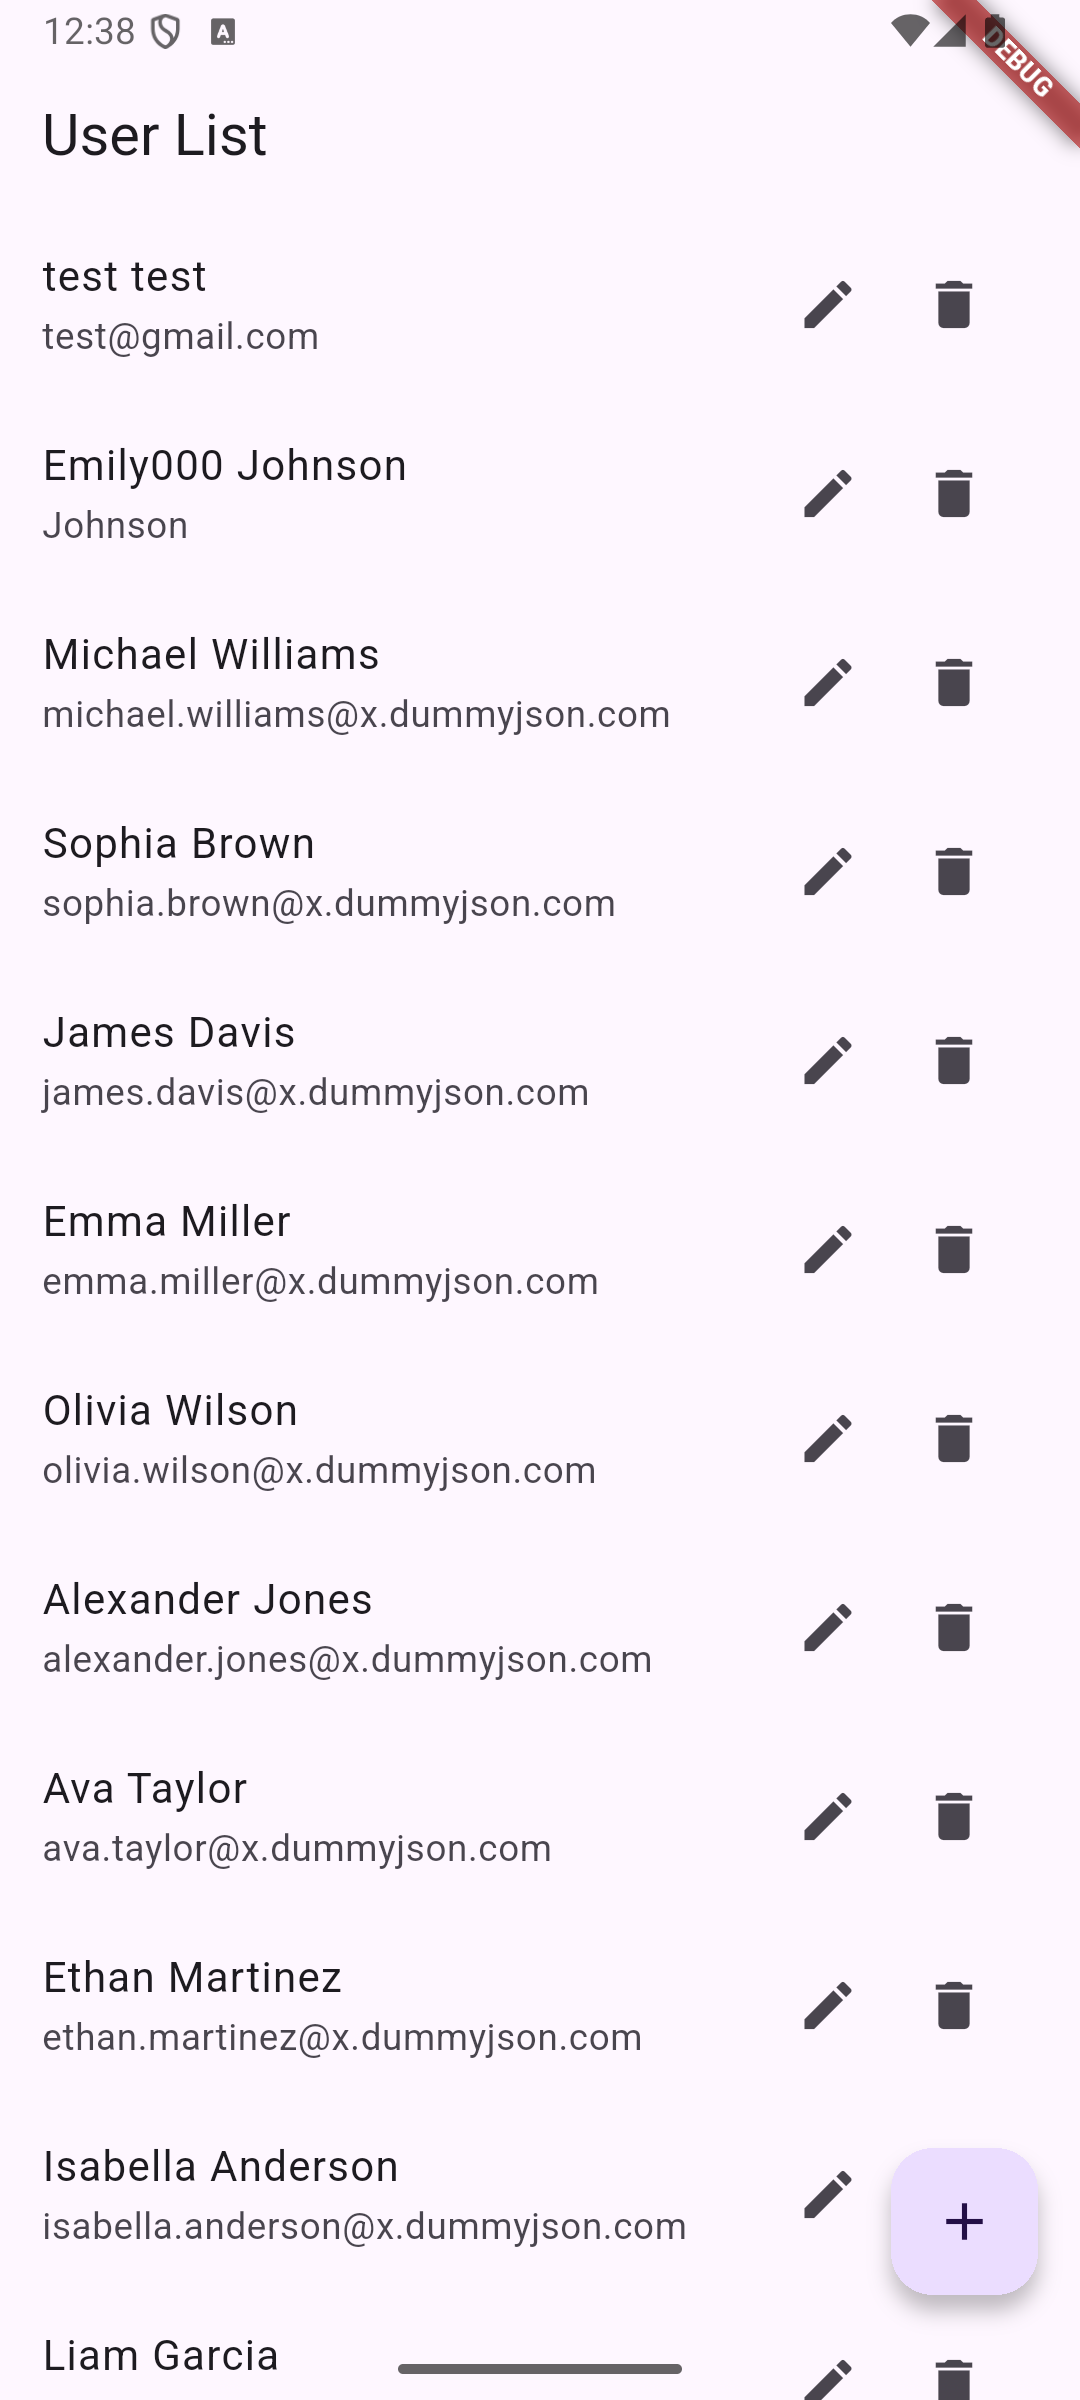 12:38
DEBUG
User List
test test
test@gmail.com
Emily000 Johnson
Johnson
Michael Williams
michael.williams@x.dummyjson.com
Sophia Brown
sophia.brown@x.dummyjson.com
James Davis
james.davis@x.dummyjson.com
Emma Miller
emma.miller@x.dummyjson.com
Olivia Wilson
olivia.wilson@x.dummyjson.com
Alexander Jones
alexander.jones@x.dummyjson.com
Ava Taylor
ava.taylor@x.dummyjson.com
Ethan Martinez
ethan.martinez@x.dummyjson.com
Isabella Anderson
isabella.anderson@x.dummyjson.com
Liam Garcia